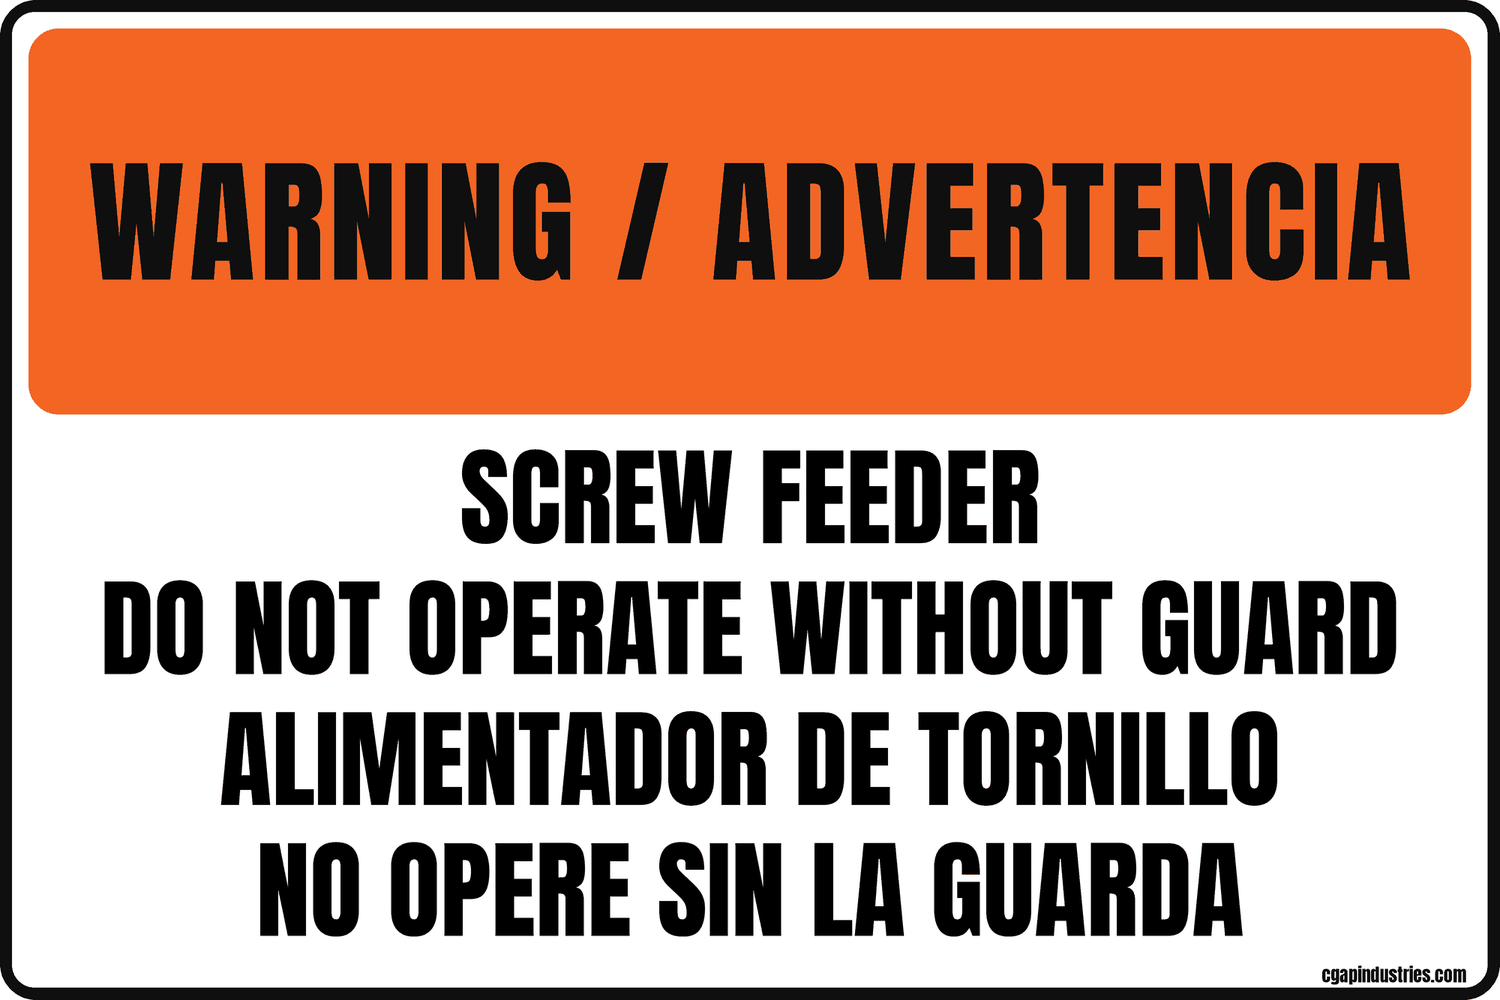 WARNING / ADVERTENCIA
SCREW FEEDER
DO NOT OPERATE WITHOUT GUARD
ALIMENTADOR DE TORNILLO
NO OPERE SIN LA GUARDA
cgapindustries.com